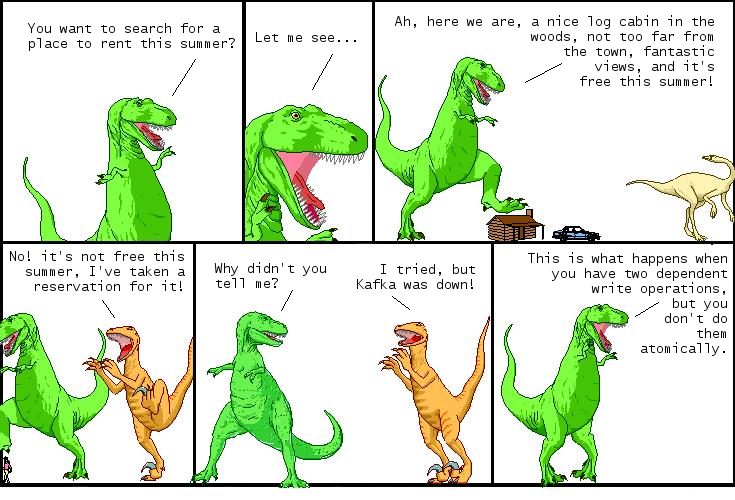 You want to search for a
place to rent this summer?
Let me see...
Ah, here we are, a nice log cabin in the
woods, not too far from
the town, fantastic
views, and it's
free this summer!
No! it's not free this
summer, I've taken a
reservation for it!
Why didn't you
tell me?
I tried, but
Kafka was down!
This is what happens when
you have two dependent
write operations,
but you
don't do
them
atomically.